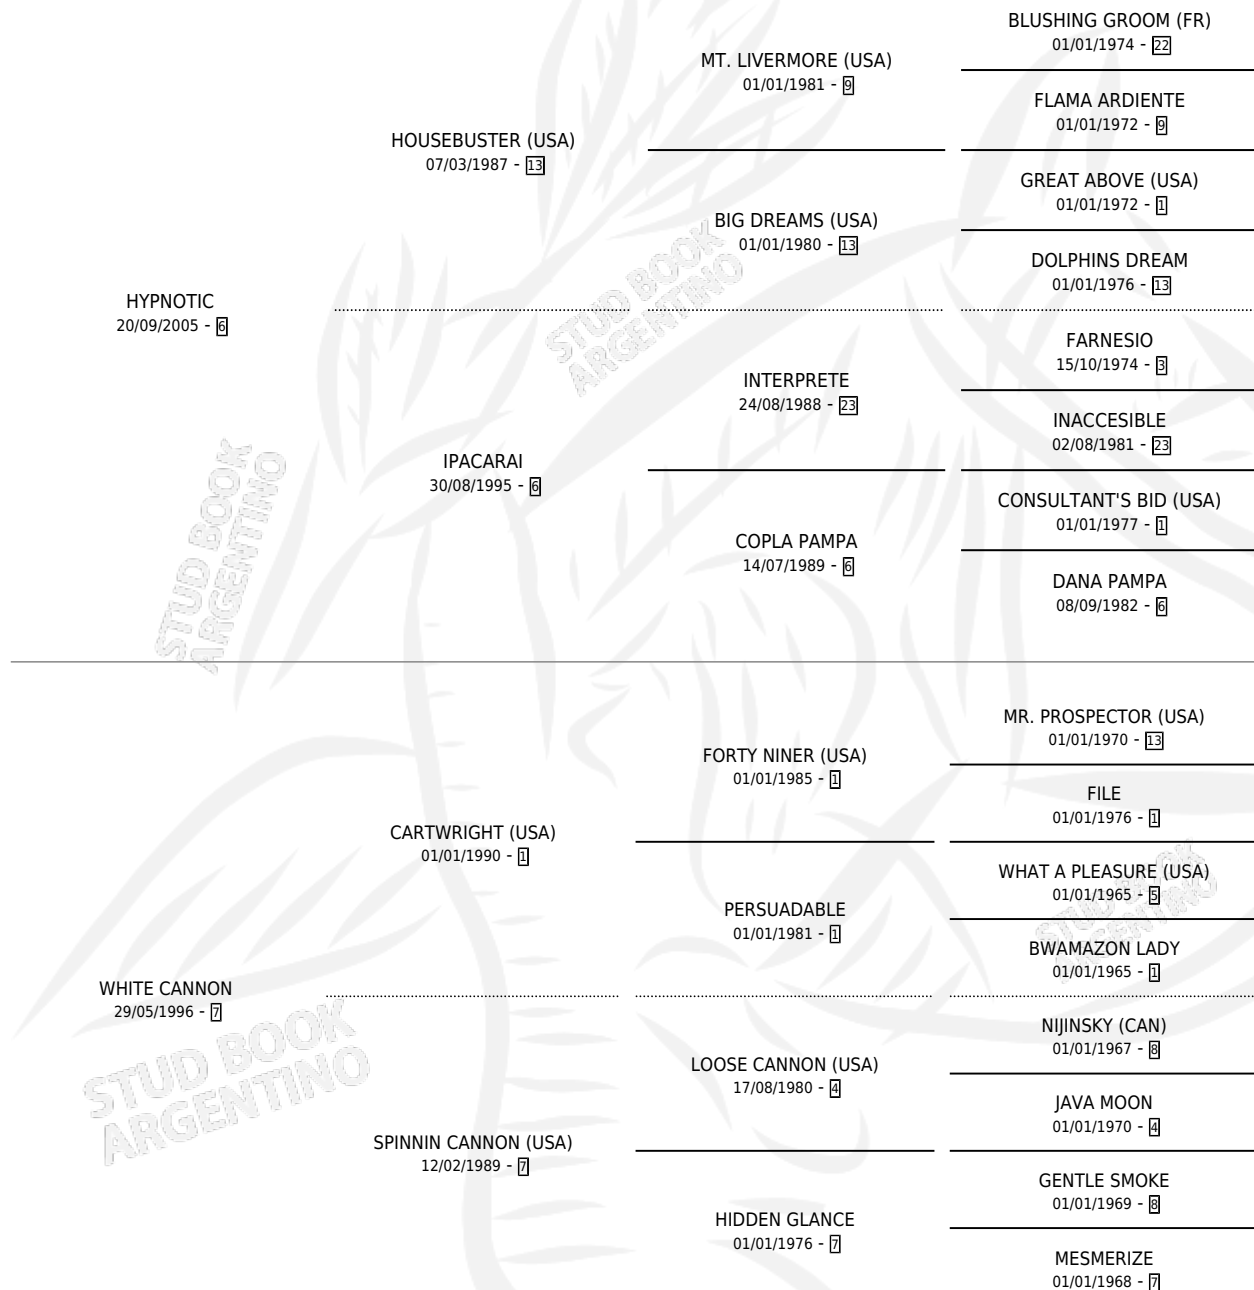 BLUSHING GROOM (FR)
01/01/1974 - 22
MT. LIVERMORE (USA)
01/01/1981 - 9
FLAMA ARDIENTE
01/01/1972 - 9
HOUSEBUSTER (USA)
07/03/1987 - 13
GREAT ABOVE (USA)
01/01/1972 - 1
BIG DREAMS (USA)
01/01/1980 - 13
DOLPHINS DREAM
01/01/1976 - 13
HYPNOTIC
20/09/2005 - 6
FARNESIO
15/10/1974 - 3
INTERPRETE
24/08/1988 - 23
INACCESIBLE
02/08/1981 - 23
IPACARAI
30/08/1995 - 6
CONSULTANT'S BID (USA)
01/01/1977 - 1
COPLA PAMPA
14/07/1989 - 6
DANA PAMPA
08/09/1982 - 6
MR. PROSPECTOR (USA)
01/01/1970 - 13
FORTY NINER (USA)
01/01/1985 - 1
FILE
01/01/1976 - 1
CARTWRIGHT (USA)
01/01/1990 - 1
WHAT A PLEASURE (USA)
01/01/1965 - 5
PERSUADABLE
01/01/1981 - 1
BWAMAZON LADY
01/01/1965 - 1
WHITE CANNON
29/05/1996 - 7
NIJINSKY (CAN)
01/01/1967 - 8
LOOSE CANNON (USA)
17/08/1980 - 4
JAVA MOON
01/01/1970 - 4
SPINNIN CANNON (USA)
12/02/1989 - 7
GENTLE SMOKE
01/01/1969 - 8
HIDDEN GLANCE
01/01/1976 - 7
MESMERIZE
01/01/1968 - 7
STUD BOOK
ARGENTINO
STUD BOOK
ARGENTINO
STUD BOOK
ARGENTINO
STUD BOOK
ARGENTINO